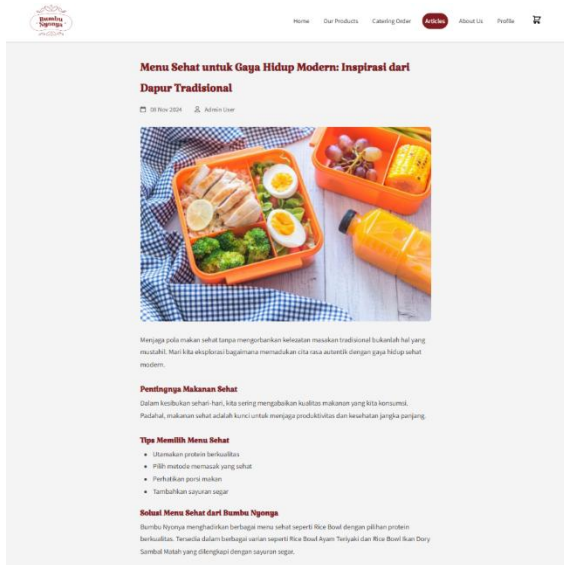 Bumbu
Nyonya
Home Our Products Catering Order Articles About Us Profile
Menu Sehat untuk Gaya Hidup Modern: Inspirasi dari
Dapur Tradisional
08 Nov 2024 Admin User
Menjaga pola makan sehat tanpa mengorbankan kelezatan masakan tradisional bukanlah hal yang
mustahil. Mari kita eksplorasi bagaimana memadukan cita rasa autentik dengan gaya hidup sehat
modern.
Pentingnya Makanan Sehat
Dalam kesibukan sehari-hari, kita sering mengabaikan kualitas makanan yang kita konsumsi.
Padahal, makanan sehat adalah kunci untuk menjaga produktivitas dan kesehatan jangka panjang.
Tips Memilih Menu Sehat
• Utamakan protein berkualitas
• Pilih metode memasak yang sehat
• Perhatikan porsi makan
• Tambahkan sayuran segar
Solusi Menu Sehat dari Bumbu Nyonya
Bumbu Nyonya menghadirkan berbagai menu sehat seperti Rice Bowl dengan pilihan protein
berkualitas. Tersedia dalam berbagai varian seperti Rice Bowl Ayam Teriyaki dan Rice Bowl Ikan Dory
Sambal Matah yang dilengkapi dengan sayuran segar.